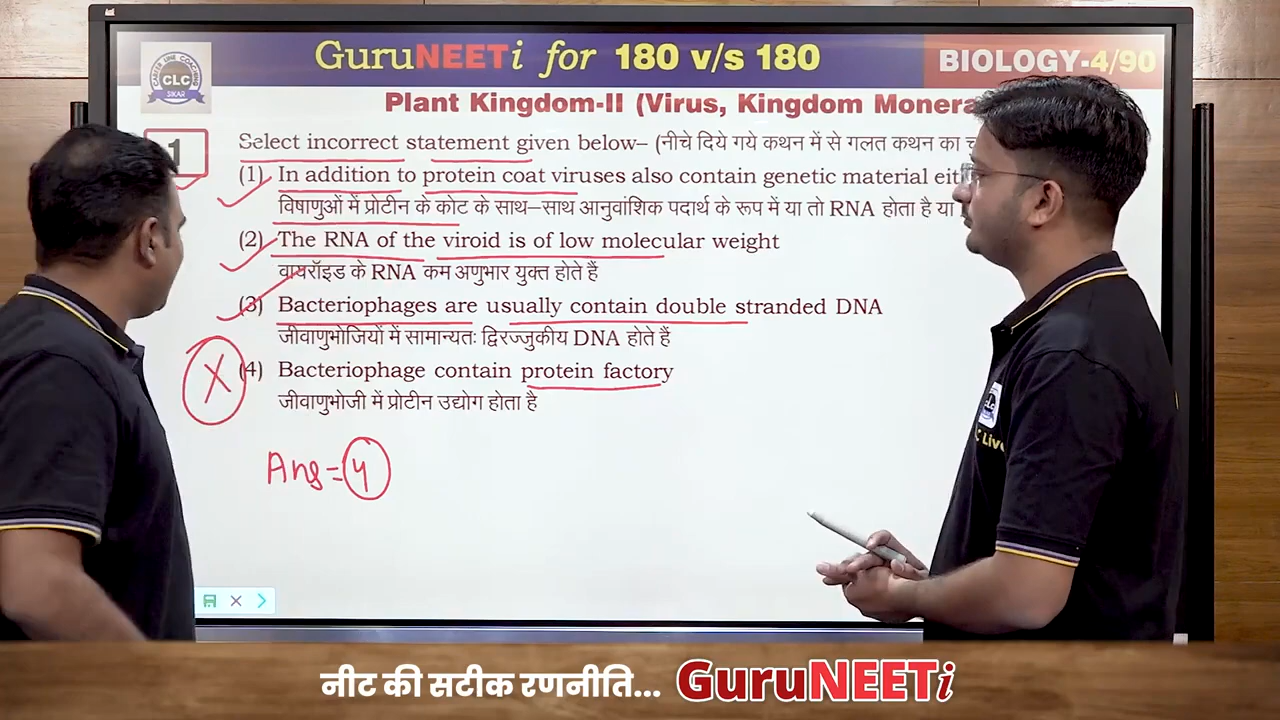 GuruNEETi for 180 v/s 180
BIOLOGY-4/90
CLC
SIKAR
Plant Kingdom-II (Virus, Kingdom Monera
1
Select incorrect statement given below– (नीचे दिये गये कथन में से गलत कथन का
(1) In addition to protein coat viruses also contain genetic material
विषाणुओं में प्रोटीन के कोट के साथ–साथ आनुवांशिक पदार्थ के रूप में या तो RNA होता है या
(2) The RNA of the viroid is of low molecular weight
वायरॉइड के RNA कम अणुभार युक्त होते हैं
(3) Bacteriophages are usually contain double stranded DNA
जीवाणुभोजियों में सामान्यतः द्विरज्जुकीय DNA होते हैं
(4) Bacteriophage contain protein factory
जीवाणुभोजी में प्रोटीन उद्योग होता है
Ans=4
नीट की सटीक रणनीति... GuruNEETi